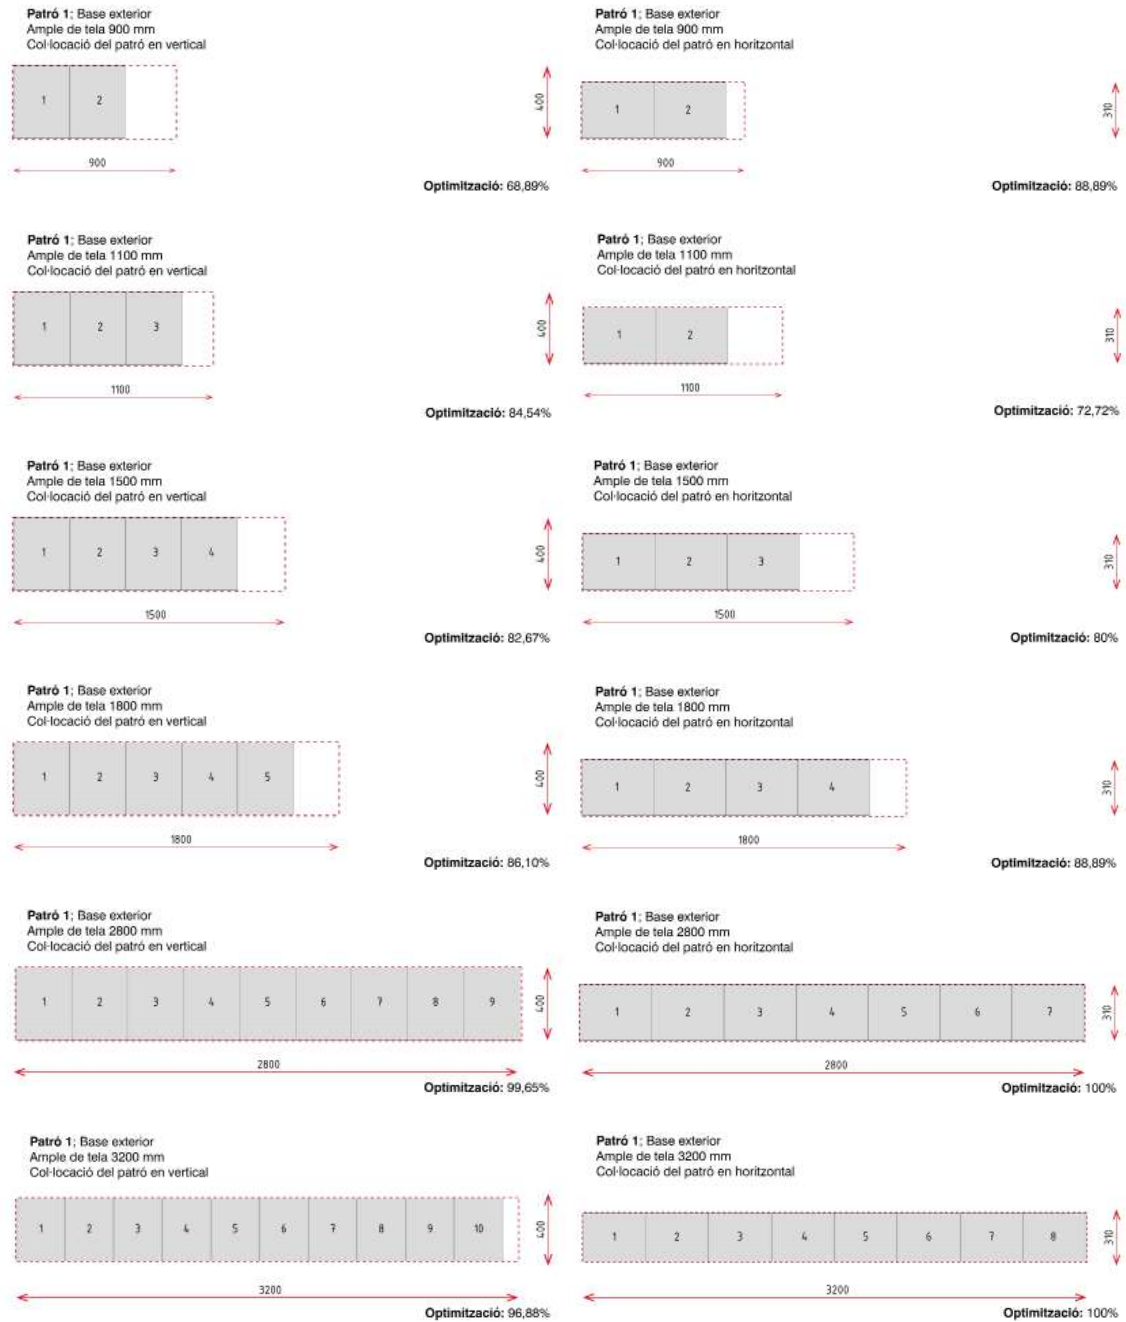 Patró 1; Base exterior
Ample de tela 900 mm
Col·locació del patró en vertical
1 2
400
900
Optimització: 68,89%
Patró 1; Base exterior
Ample de tela 900 mm
Col·locació del patró en horitzontal
1 2
310
900
Optimització: 88,89%
Patró 1; Base exterior
Ample de tela 1100 mm
Col·locació del patró en vertical
1 2 3
400
1100
Optimització: 84,54%
Patró 1; Base exterior
Ample de tela 1100 mm
Col·locació del patró en horitzontal
1 2
310
1100
Optimització: 72,72%
Patró 1; Base exterior
Ample de tela 1500 mm
Col·locació del patró en vertical
1 2 3 4
400
1500
Optimització: 82,67%
Patró 1; Base exterior
Ample de tela 1500 mm
Col·locació del patró en horitzontal
1 2 3
310
1500
Optimització: 80%
Patró 1; Base exterior
Ample de tela 1800 mm
Col·locació del patró en vertical
1 2 3 4 5
400
1800
Optimització: 86,10%
Patró 1; Base exterior
Ample de tela 1800 mm
Col·locació del patró en horitzontal
1 2 3 4
310
1800
Optimització: 88,89%
Patró 1; Base exterior
Ample de tela 2800 mm
Col·locació del patró en vertical
1 2 3 4 5 6 7 8 9
400
2800
Optimització: 99,65%
Patró 1; Base exterior
Ample de tela 2800 mm
Col·locació del patró en horitzontal
1 2 3 4 5 6 7
310
2800
Optimització: 100%
Patró 1; Base exterior
Ample de tela 3200 mm
Col·locació del patró en vertical
1 2 3 4 5 6 7 8 9 10
400
3200
Optimització: 96,88%
Patró 1; Base exterior
Ample de tela 3200 mm
Col·locació del patró en horitzontal
1 2 3 4 5 6 7 8
310
3200
Optimització: 100%